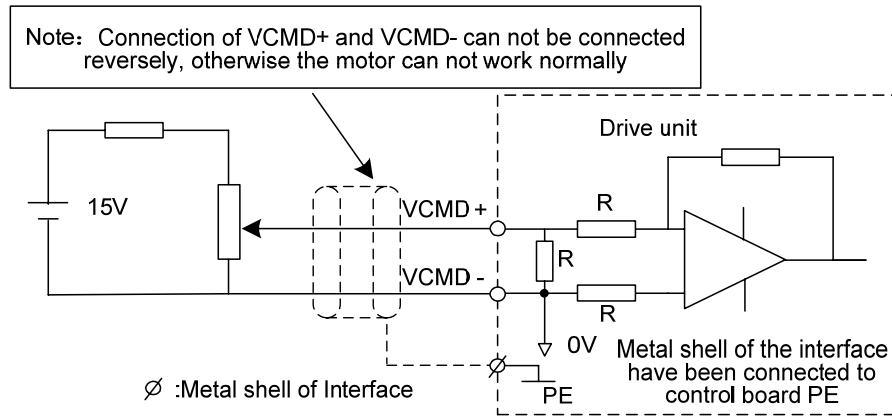 Note: Connection of VCMD+ and VCMD- can not be connected
reversely, otherwise the motor can not work normally
Drive unit
15V
VCMD +
R
R
VCMD -
R
0V
Metal shell of the interface
have been connected to
control board PE
PE
:Metal shell of Interface